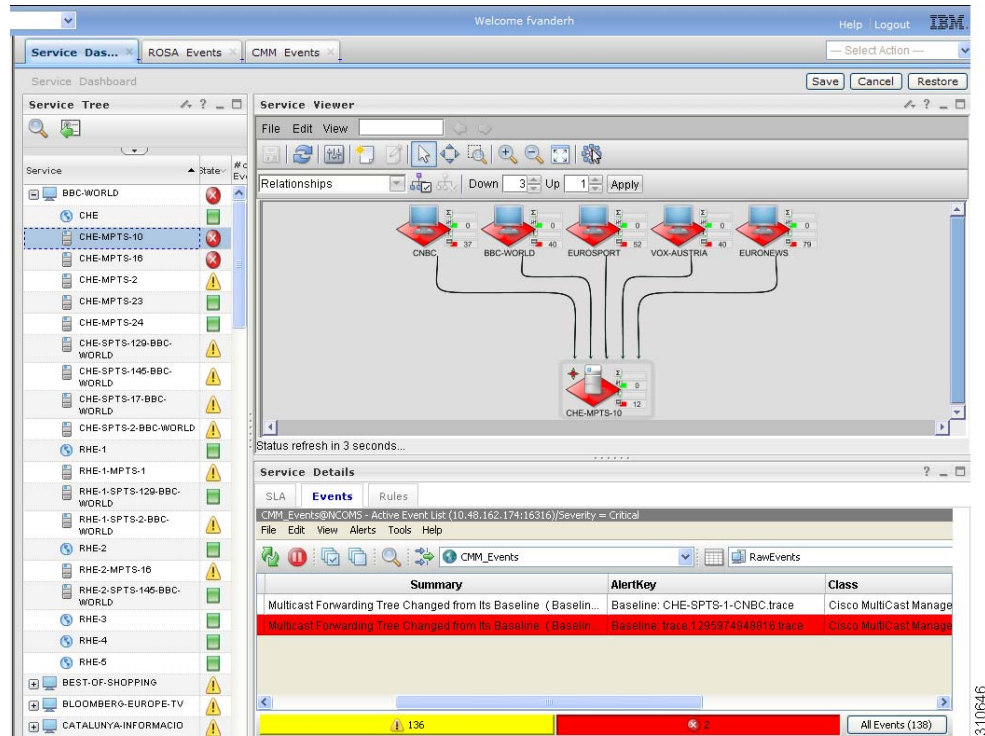 Welcome fvanderh
Help Logout IBM.
Service Das... ROSA Events CMM Events
--- Select Action ---
Service Dashboard
Save Cancel Restore
Service Tree
Service State
BBC-WORLD
CHE
CHE-MPTS-10
CHE-MPTS-16
CHE-MPTS-2
CHE-MPTS-23
CHE-MPTS-24
CHE-SPTS-129-BBC-
WORLD
CHE-SPTS-145-BBC-
WORLD
CHE-SPTS-17-BBC-
WORLD
CHE-SPTS-2-BBC-WORLD
RHE-1
RHE-1-MPTS-1
RHE-1-SPTS-129-BBC-
WORLD
RHE-1-SPTS-2-BBC-
WORLD
RHE-2
RHE-2-MPTS-16
RHE-2-SPTS-145-BBC-
WORLD
RHE-3
RHE-4
RHE-5
BEST-OF-SHOPPING
BLOOMBERG-EUROPE-TV
CATALUNYA-INFORMACIO
Service Viewer
File Edit View
Relationships Down 3 Up 1 Apply
0 0 0 0 0
37 40 52 40 79
CNBC BBC-WORLD EUROSPORT VOX-AUSTRIA EURONEWS
0
12
CHE-MPTS-10
Status refresh in 3 seconds...
Service Details
SLA Events Rules
CMM_Events@NCOMS - Active Event List (10.48.162.174:16316)/Severity = Critical
File Edit View Alerts Tools Help
CMM_Events RawEvents
Summary AlertKey Class
Multicast Forwarding Tree Changed from Its Baseline (Baselin... Baseline: CHE-SPTS-1-CNBC.trace Cisco MultiCast Manage
Multicast Forwarding Tree Changed from Its Baseline (Baselin... Baseline: trace.1295974948816.trace Cisco MultiCast Manage
136 2 All Events (138)
310646